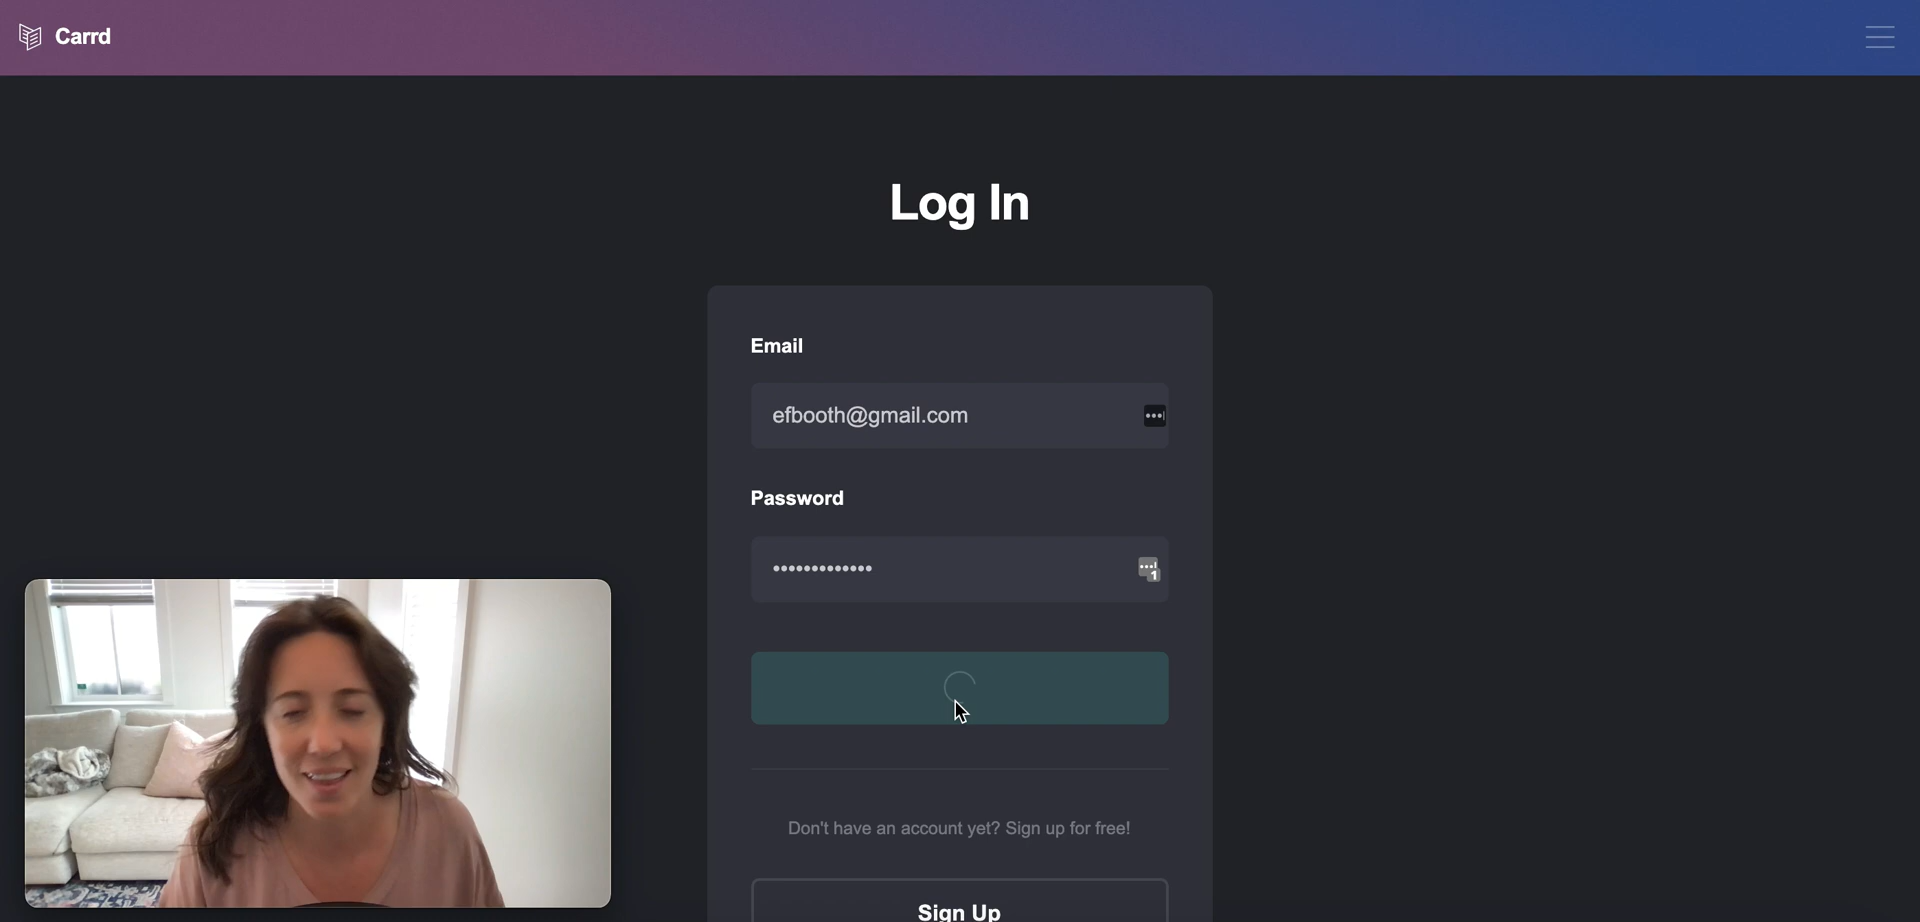 Carrd
Log In
Email
efbooth@gmail.com
Password
•••••••••••••
1
Don't have an account yet? Sign up for free!
Sign Up